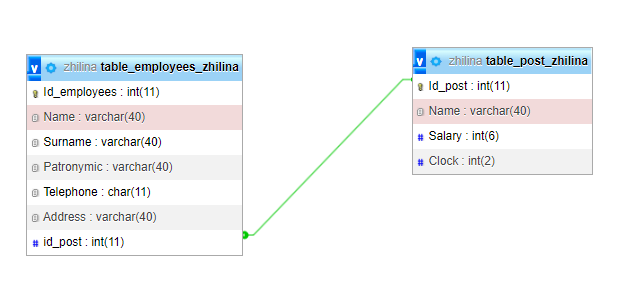 v zhilina table_employees_zhilina
Id_employees : int(11)
Name : varchar(40)
Surname : varchar(40)
Patronymic : varchar(40)
Telephone : char(11)
Address : varchar(40)
# id_post : int(11)
v zhilina table_post_zhilina
Id_post : int(11)
Name : varchar(40)
# Salary : int(6)
# Clock : int(2)